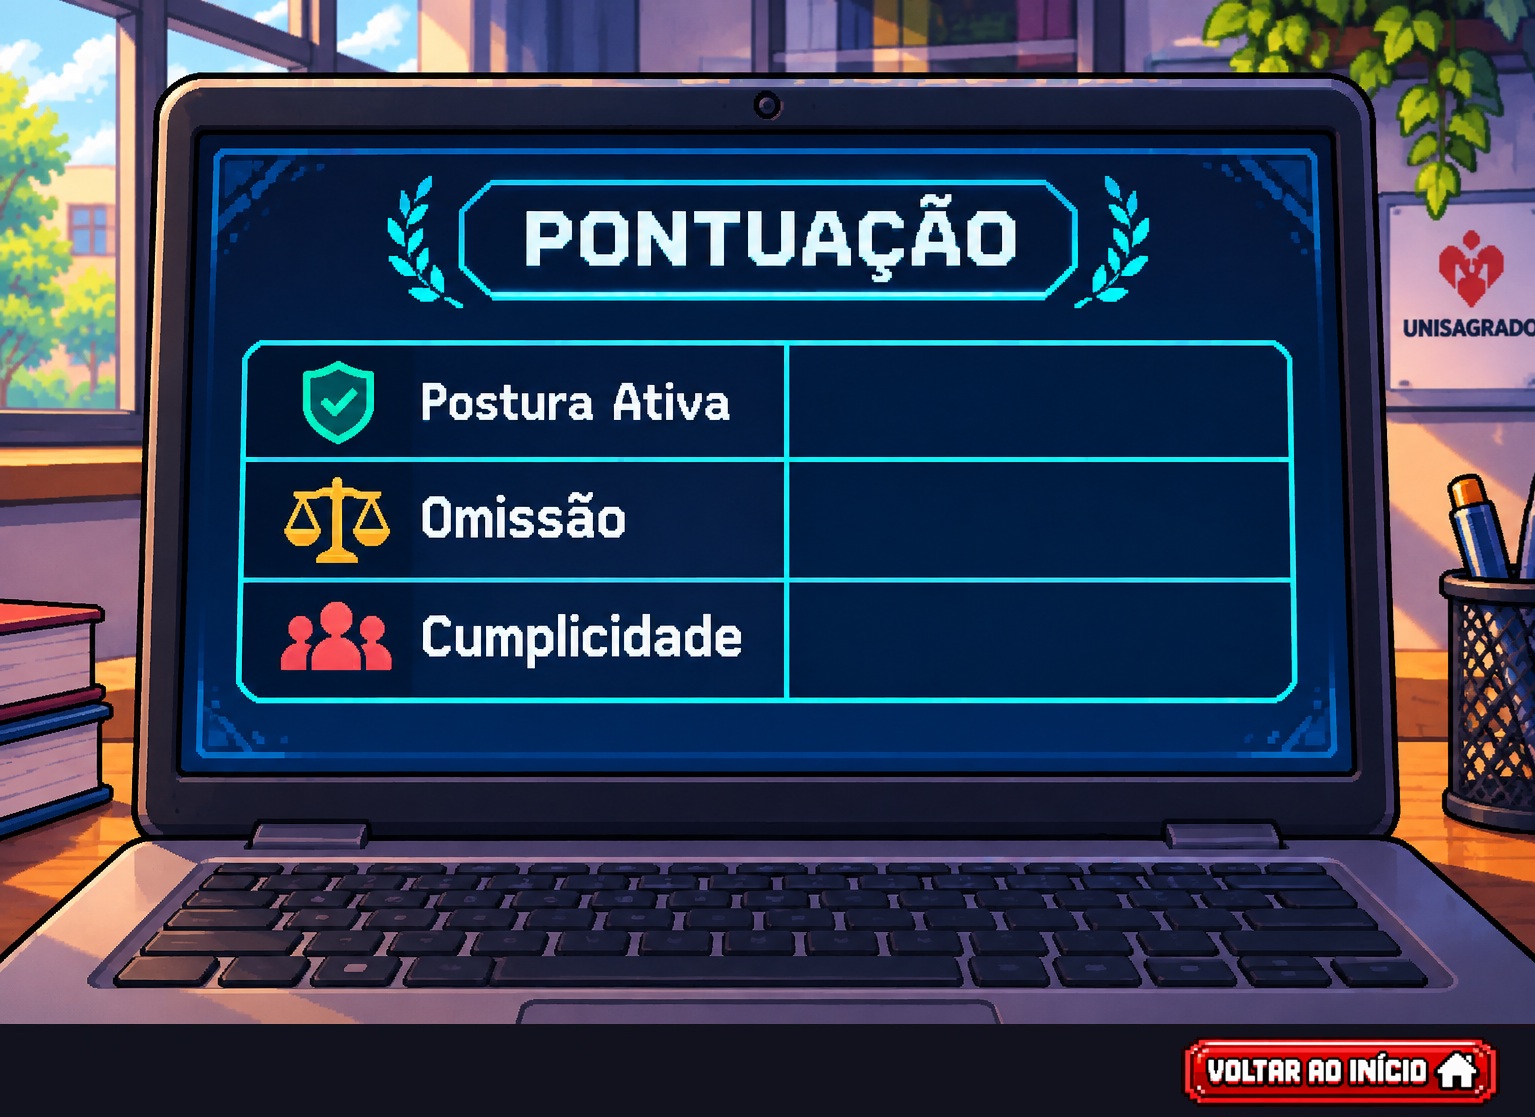 PONTUAÇÃO
UNISAGRADO
Postura Ativa
Omissão
Cumplicidade
VOLTAR AO INÍCIO